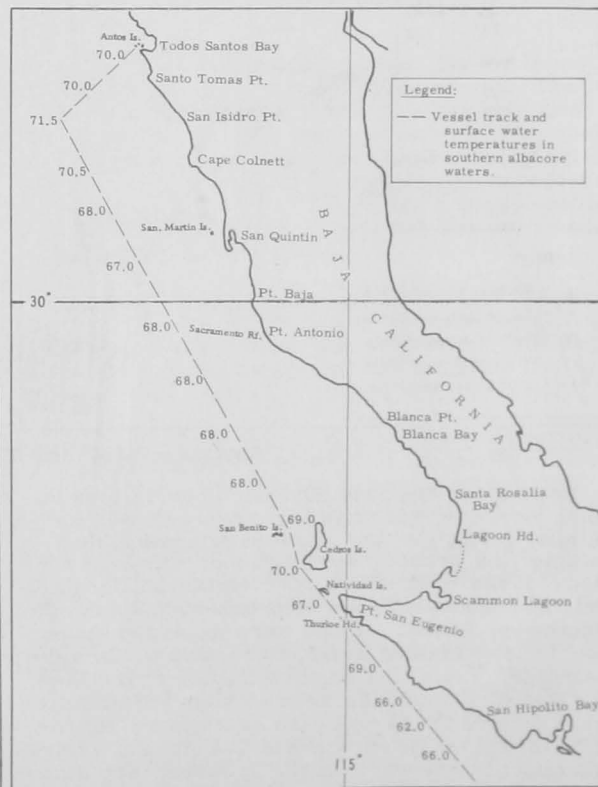 Antos Is.
Todos Santos Bay
70.0
70.0
Santo Tomas Pt.
71.5
San Isidro Pt.
Cape Colnett
70.5
68.0
San. Martin Is.
San Quintin
67.0
Legend:
Vessel track and
surface water
temperatures in
southern albacore
waters.
BAJA
CALIFORNIA
30°
Pt. Baja
68.0
Sacramento Rf.
Pt. Antonio
68.0
68.0
Blanca Pt.
Blanca Bay
68.0
Santa Rosalia
Bay
69.0
San Benito Is.
Cedros Is.
Lagoon Hd.
70.0
Natividad Is.
67.0
Scammon Lagoon
Pt. San Eugenio
Thurloe Hd.
69.0
66.0
San Hipolito Bay
62.0
66.0
115°